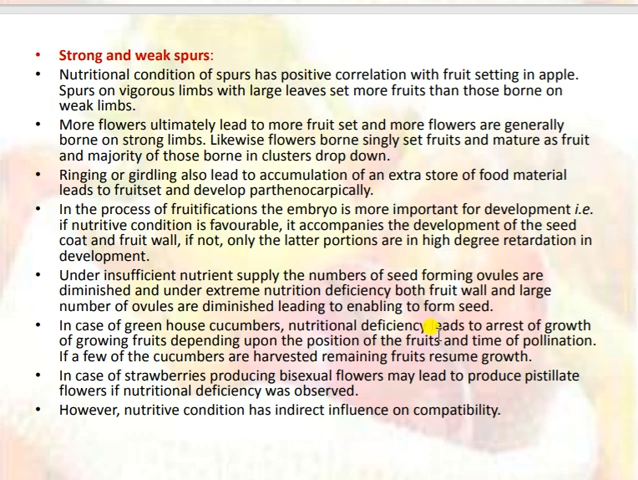 • Strong and weak spurs:
• Nutritional condition of spurs has positive correlation with fruit setting in apple.
Spurs on vigorous limbs with large leaves set more fruits than those borne on
weak limbs.
• More flowers ultimately lead to more fruit set and more flowers are generally
borne on strong limbs. Likewise flowers borne singly set fruits and mature as fruit
and majority of those borne in clusters drop down.
• Ringing or girdling also lead to accumulation of an extra store of food material
leads to fruitset and develop parthenocarpically.
• In the process of fruitifications the embryo is more important for development i.e.
if nutritive condition is favourable, it accompanies the development of the seed
coat and fruit wall, if not, only the latter portions are in high degree retardation in
development.
• Under insufficient nutrient supply the numbers of seed forming ovules are
diminished and under extreme nutrition deficiency both fruit wall and large
number of ovules are diminished leading to enabling to form seed.
• In case of green house cucumbers, nutritional deficiency leads to arrest of growth
of growing fruits depending upon the position of the fruits and time of pollination.
If a few of the cucumbers are harvested remaining fruits resume growth.
• In case of strawberries producing bisexual flowers may lead to produce pistillate
flowers if nutritional deficiency was observed.
• However, nutritive condition has indirect influence on compatibility.